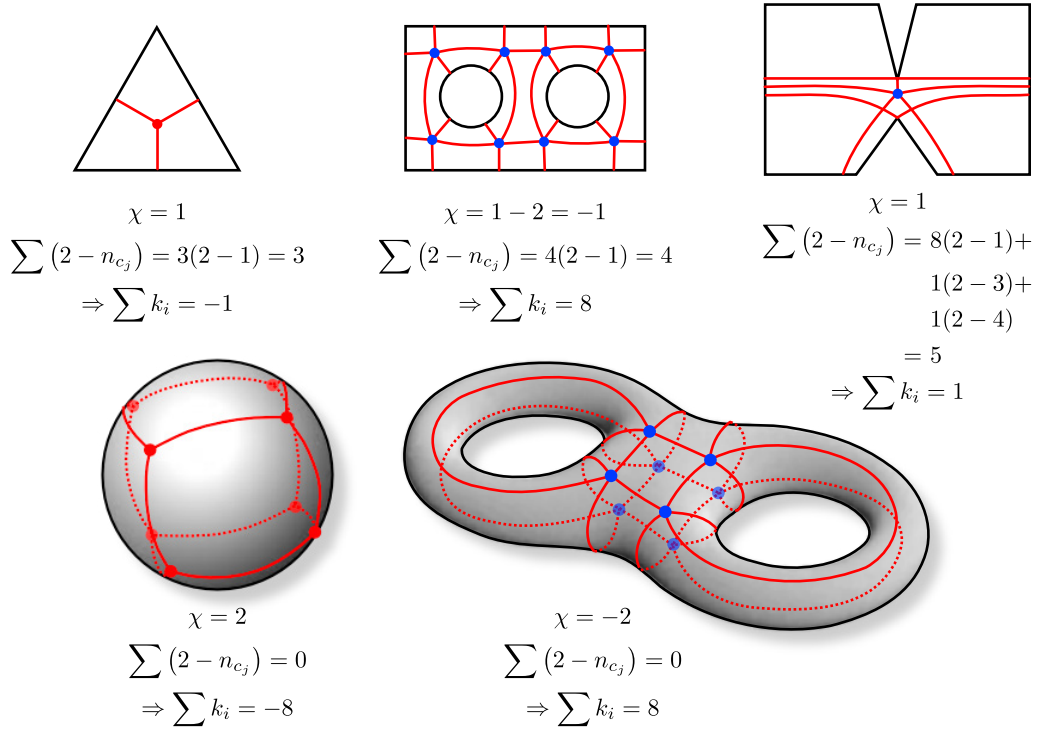 χ = 1
∑ (2 − n_{c_j}) = 3(2 − 1) = 3
⇒ ∑ k_i = −1
χ = 1 − 2 = −1
∑ (2 − n_{c_j}) = 4(2 − 1) = 4
⇒ ∑ k_i = 8
χ = 1
∑ (2 − n_{c_j}) = 8(2 − 1)+
1(2 − 3)+
1(2 − 4)
= 5
⇒ ∑ k_i = 1
χ = 2
∑ (2 − n_{c_j}) = 0
⇒ ∑ k_i = −8
χ = −2
∑ (2 − n_{c_j}) = 0
⇒ ∑ k_i = 8